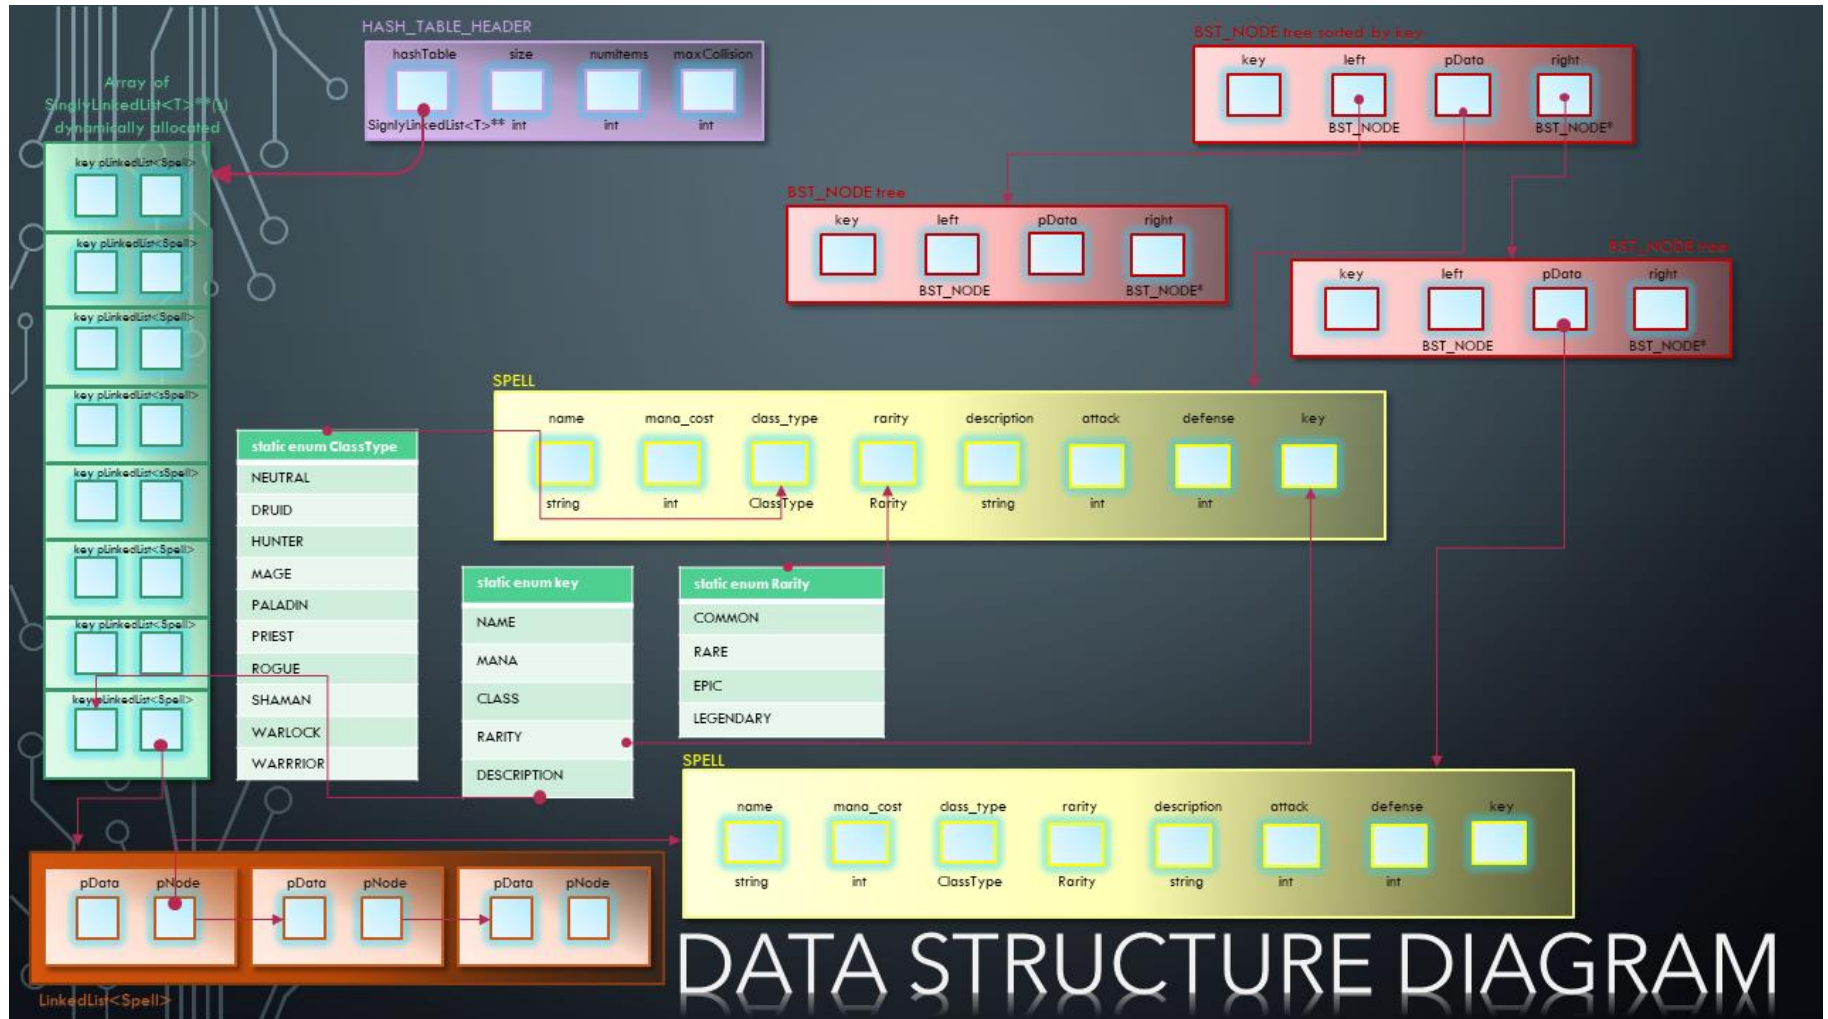 HASH_TABLE_HEADER
hashTable size numItems maxCollision
SignlyLinkedList<T>** int int int
Array of
SinglyLinkedList<T>**(s)
dynamically allocated
key pLinkedList<Spell>
key pLinkedList<Spell>
key pLinkedList<Spell>
key pLinkedList<sSpell>
key pLinkedList<sSpell>
key pLinkedList<Spell>
key pLinkedList<Spell>
key pLinkedList<Spell>
BST_NODE tree sorted by key
key left pData right
BST_NODE BST_NODE*
BST_NODE tree
key left pData right
BST_NODE BST_NODE*
BST_NODE tree
key left pData right
BST_NODE BST_NODE*
SPELL
name mana_cost class_type rarity description attack defense key
string int ClassType Rarity string int int
static enum ClassType
NEUTRAL
DRUID
HUNTER
MAGE
PALADIN
PRIEST
ROGUE
SHAMAN
WARLOCK
WARRRIOR
static enum key
NAME
MANA
CLASS
RARITY
DESCRIPTION
static enum Rarity
COMMON
RARE
EPIC
LEGENDARY
SPELL
name mana_cost class_type rarity description attack defense key
string int ClassType Rarity string int int
pData pNode pData pNode pData pNode
LinkedList<Spell>
DATA STRUCTURE DIAGRAM